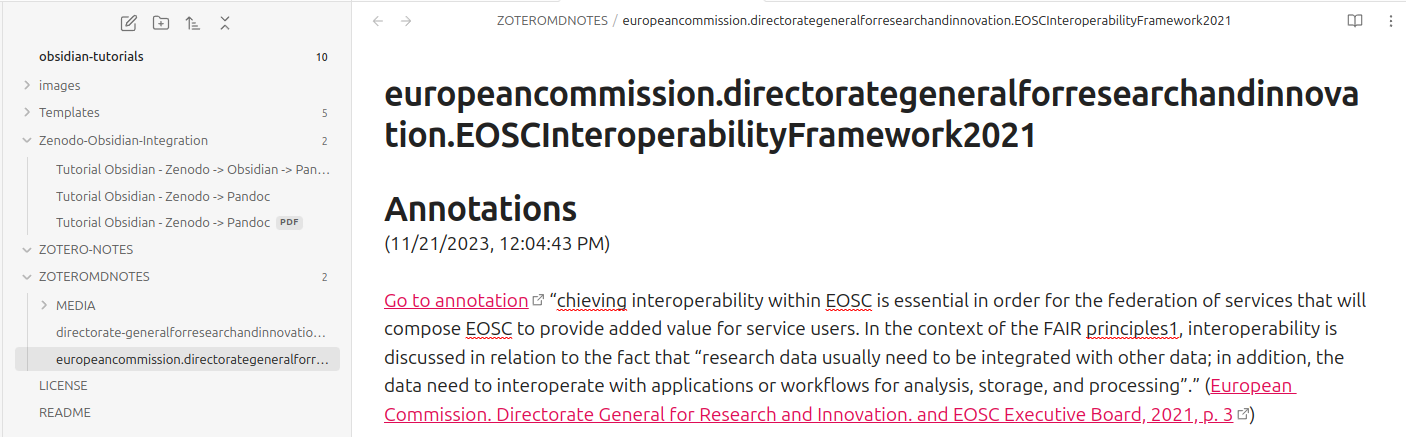 obsidian-tutorials 10
images
Templates 5
Zenodo-Obsidian-Integration 2
Tutorial Obsidian - Zenodo -> Obsidian -> Pan...
Tutorial Obsidian - Zenodo -> Pandoc
Tutorial Obsidian - Zenodo -> Pandoc PDF
ZOTERO-NOTES
ZOTEROMDNOTES 2
MEDIA
directorate-generalforresearchandinnovatio...
europeancommission.directorategeneralforr...
LICENSE
README
ZOTEROMDNOTES / europeancommission.directorategeneralforresearchandinnovation.EOSCInteroperabilityFramework2021
europeancommission.directorategeneralforresearchandinnova
tion.EOSCInteroperabilityFramework2021
Annotations
(11/21/2023, 12:04:43 PM)
Go to annotation “chieving interoperability within EOSC is essential in order for the federation of services that will
compose EOSC to provide added value for service users. In the context of the FAIR principles1, interoperability is
discussed in relation to the fact that “research data usually need to be integrated with other data; in addition, the
data need to interoperate with applications or workflows for analysis, storage, and processing”.” (European
Commission. Directorate General for Research and Innovation. and EOSC Executive Board, 2021, p. 3)